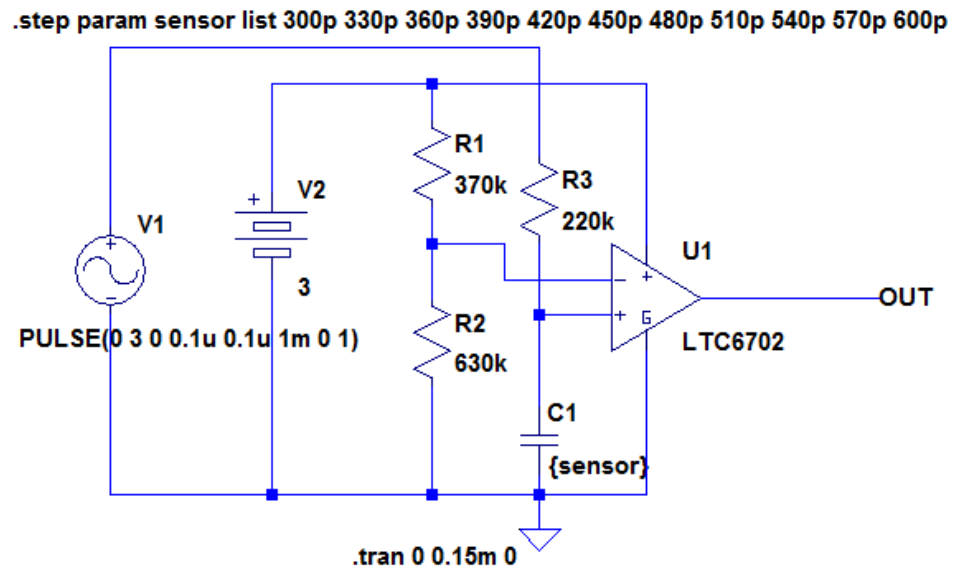 .step param sensor list 300p 330p 360p 390p 420p 450p 480p 510p 540p 570p 600p
R1
370k
R3
220k
+
V2
3
V1
+
-
PULSE(0 3 0 0.1u 0.1u 1m 0 1)
U1
+
-
+
G
OUT
LTC6702
R2
630k
C1
{sensor}
.tran 0 0.15m 0